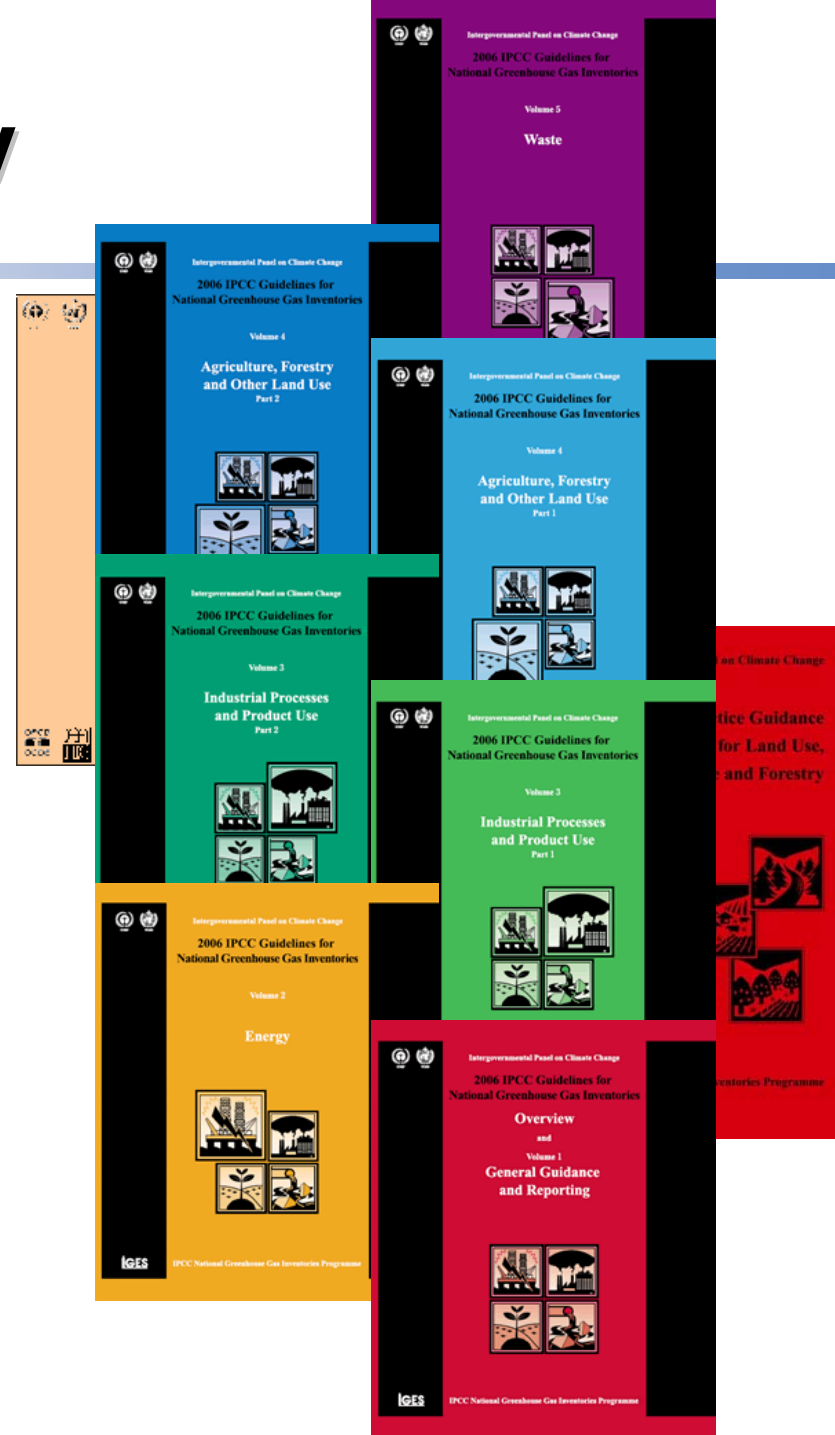 y
Intergovernmental Panel on Climate Change
2006 IPCC Guidelines for
National Greenhouse Gas Inventories
Volume 5
Waste
Intergovernmental Panel on Climate Change
2006 IPCC Guidelines for
National Greenhouse Gas Inventories
Volume 4
Agriculture, Forestry
and Other Land Use
Part 2
Intergovernmental Panel on Climate Change
2006 IPCC Guidelines for
National Greenhouse Gas Inventories
Volume 4
Agriculture, Forestry
and Other Land Use
Part 1
Intergovernmental Panel on Climate Change
2006 IPCC Guidelines for
National Greenhouse Gas Inventories
Volume 3
Industrial Processes
and Product Use
Part 2
on Climate Change
tice Guidance
for Land Use,
and Forestry
entories Programme
Intergovernmental Panel on Climate Change
2006 IPCC Guidelines for
National Greenhouse Gas Inventories
Volume 3
Industrial Processes
and Product Use
Part 1
OECD
OCDE
Intergovernmental Panel on Climate Change
2006 IPCC Guidelines for
National Greenhouse Gas Inventories
Volume 2
Energy
IGES
IPCC National Greenhouse Gas Inventories Programme
Intergovernmental Panel on Climate Change
2006 IPCC Guidelines for
National Greenhouse Gas Inventories
Overview
and
Volume 1
General Guidance
and Reporting
IGES
IPCC National Greenhouse Gas Inventories Programme